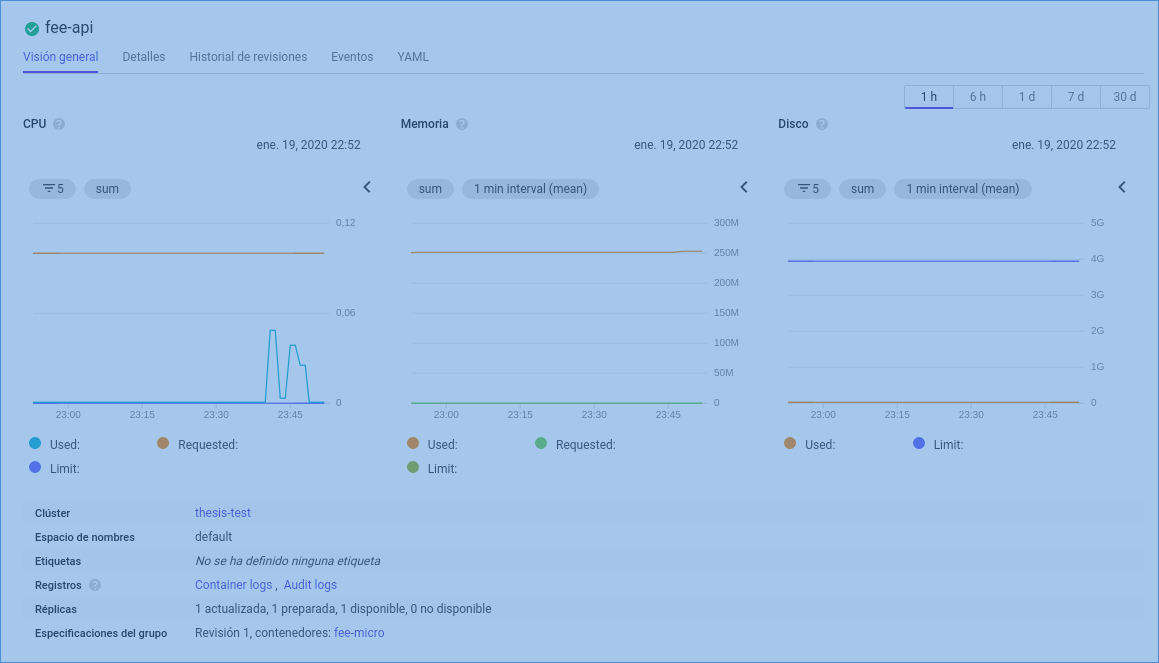 fee-api
Visión general Detalles Historial de revisiones Eventos YAML
1 h 6 h 1 d 7 d 30 d
CPU ? Memoria ? Disco ?
ene. 19, 2020 22:52 ene. 19, 2020 22:52 ene. 19, 2020 22:52
5 sum sum 1 min interval (mean) 5 sum 1 min interval (mean)
0,12 300M 5G
250M 4G
200M 3G
0,06 150M 2G
100M 1G
50M
0 0 0
23:00 23:15 23:30 23:45 23:00 23:15 23:30 23:45 23:00 23:15 23:30 23:45
Used: Requested: Used: Requested: Used: Limit:
Limit: Limit:
Clúster thesis-test
Espacio de nombres default
Etiquetas No se ha definido ninguna etiqueta
Registros ? Container logs , Audit logs
Réplicas 1 actualizada, 1 preparada, 1 disponible, 0 no disponible
Especificaciones del grupo Revisión 1, contenedores: fee-micro